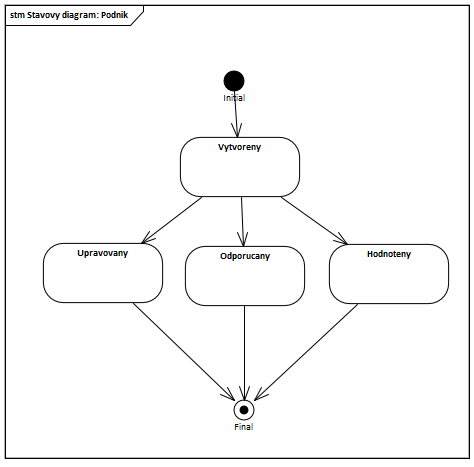 stm Stavovy diagram: Podnik
Initial
Vytvoreny
Upravovany
Odporucany
Hodnoteny
Final